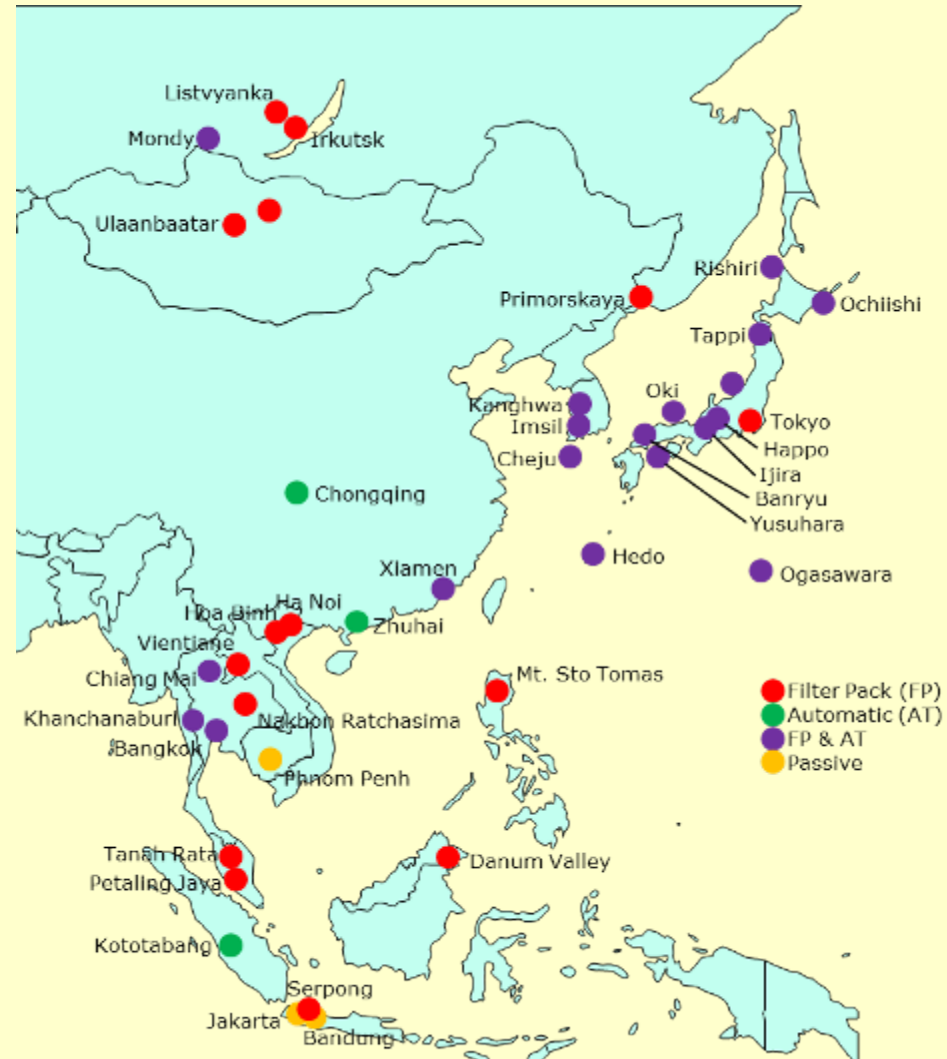 Listvyanka
Mondy
Irkutsk
Ulaanbaatar
Rishiri
Primorskaya
Ochiishi
Tappi
Oki
Kanghwa
Imsil
Tokyo
Happo
Cheju
Ijira
Banryu
Yusuhara
Chongqing
Hedo
Xiamen
Ogasawara
Ha Noi
Hoa Binh
Zhuhai
Vientiane
Chiang Mai
Mt. Sto Tomas
Khanchanaburi
Nakhon Ratchasima
Bangkok
Phnom Penh
Filter Pack (FP)
Automatic (AT)
FP & AT
Passive
Tanah Rata
Danum Valley
Petaling Jaya
Kototabang
Serpong
Jakarta
Bandung